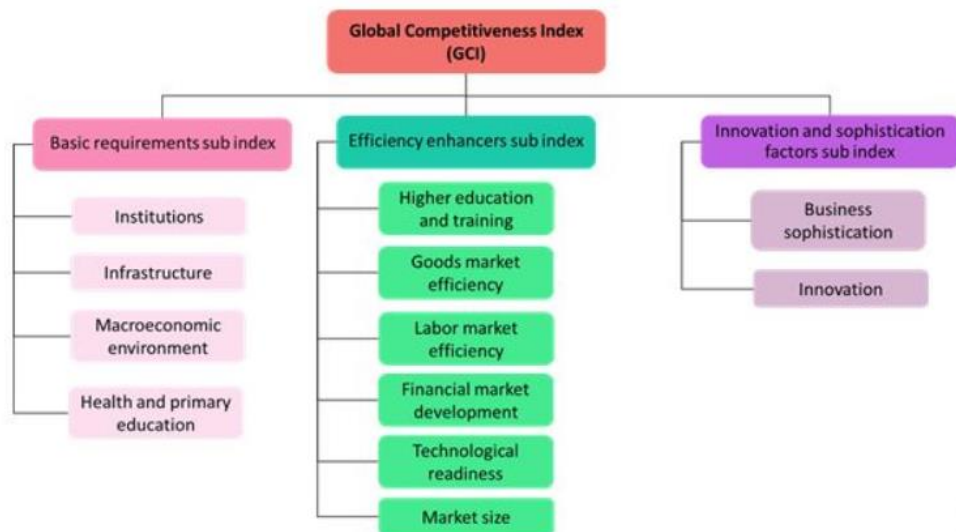 Global Competitiveness Index
(GCI)
Basic requirements sub index
Institutions
Infrastructure
Macroeconomic
environment
Health and primary
education
Efficiency enhancers sub index
Higher education
and training
Goods market
efficiency
Labor market
efficiency
Financial market
development
Technological
readiness
Market size
Innovation and sophistication
factors sub index
Business
sophistication
Innovation